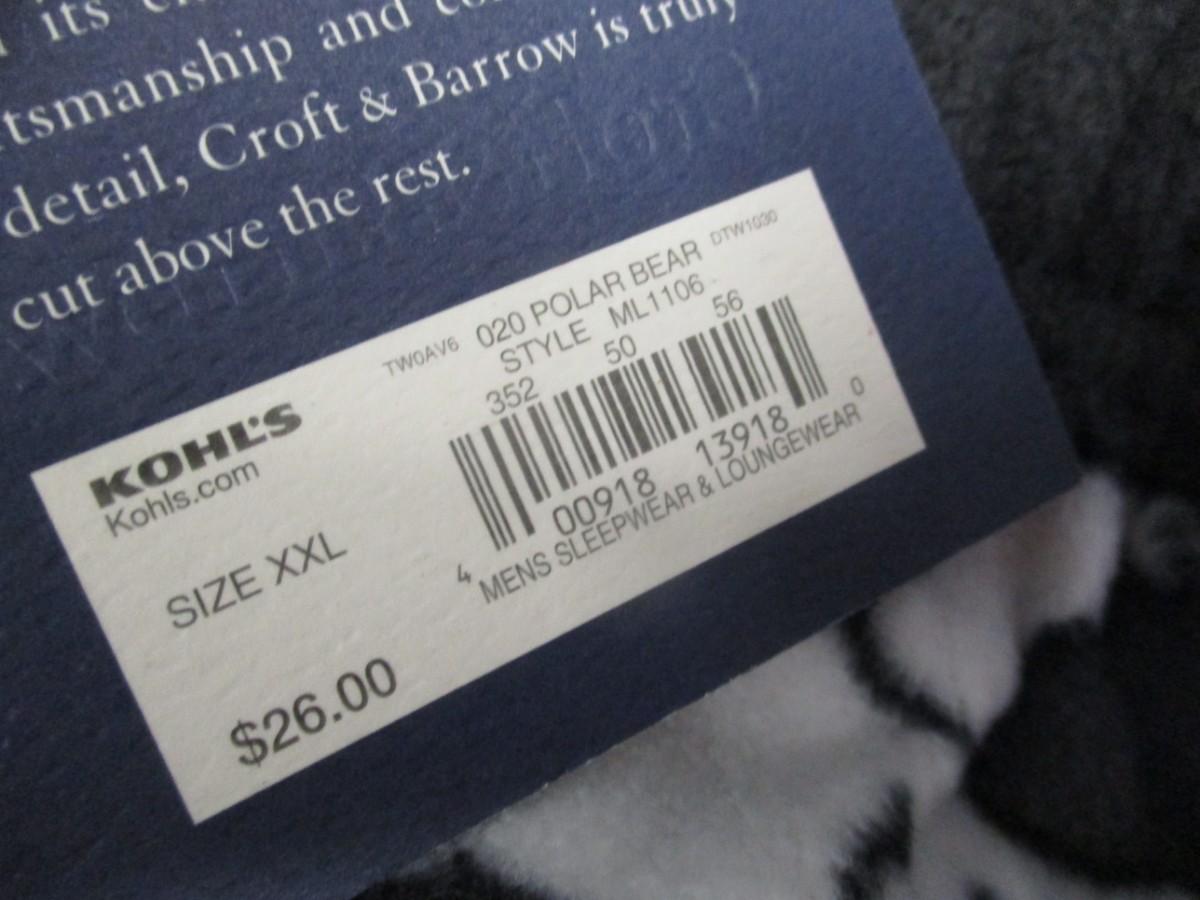 its
tsmanship and
detail, Croft & Barrow is truly
cut above the rest.
TW0AV6 020 POLAR BEAR DTW1030
STYLE ML1106
352 50 56
KOHL'S
Kohls.com
4 00918 13918 0
MENS SLEEPWEAR & LOUNGEWEAR
SIZE XXL
$26.00